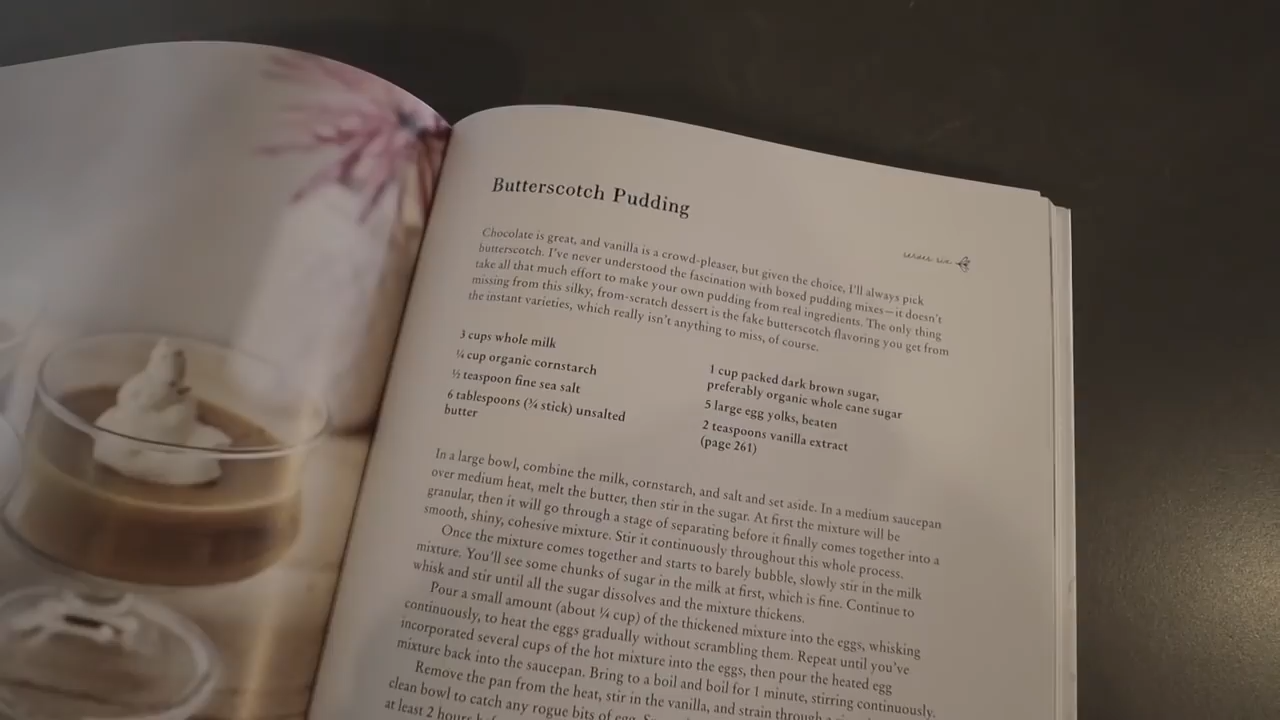 Butterscotch Pudding
serves six
Chocolate is great, and vanilla is a crowd-pleaser, but given the choice, I'll always pick
butterscotch. I've never understood the fascination with boxed pudding mixes—it doesn't
take all that much effort to make your own pudding from real ingredients. The only thing
missing from this silky, from-scratch dessert is the fake butterscotch flavoring you get from
the instant varieties, which really isn't anything to miss, of course.
3 cups whole milk
¼ cup organic cornstarch
½ teaspoon fine sea salt
6 tablespoons (¾ stick) unsalted
butter
1 cup packed dark brown sugar,
preferably organic whole cane sugar
5 large egg yolks, beaten
2 teaspoons vanilla extract
(page 261)
In a large bowl, combine the milk, cornstarch, and salt and set aside. In a medium saucepan
over medium heat, melt the butter, then stir in the sugar. At first the mixture will be
granular, then it will go through a stage of separating before it finally comes together into a
smooth, shiny, cohesive mixture. Stir it continuously throughout this whole process.
Once the mixture comes together and starts to barely bubble, slowly stir in the milk
mixture. You'll see some chunks of sugar in the milk at first, which is fine. Continue to
whisk and stir until all the sugar dissolves and the mixture thickens.
Pour a small amount (about ¼ cup) of the thickened mixture into the eggs, whisking
continuously, to heat the eggs gradually without scrambling them. Repeat until you've
incorporated several cups of the hot mixture into the eggs, then pour the heated egg
mixture back into the saucepan. Bring to a boil and boil for 1 minute, stirring continuously.
Remove the pan from the heat, stir in the vanilla, and strain through
clean bowl to catch any rogue bits of egg.
at least 2 hours